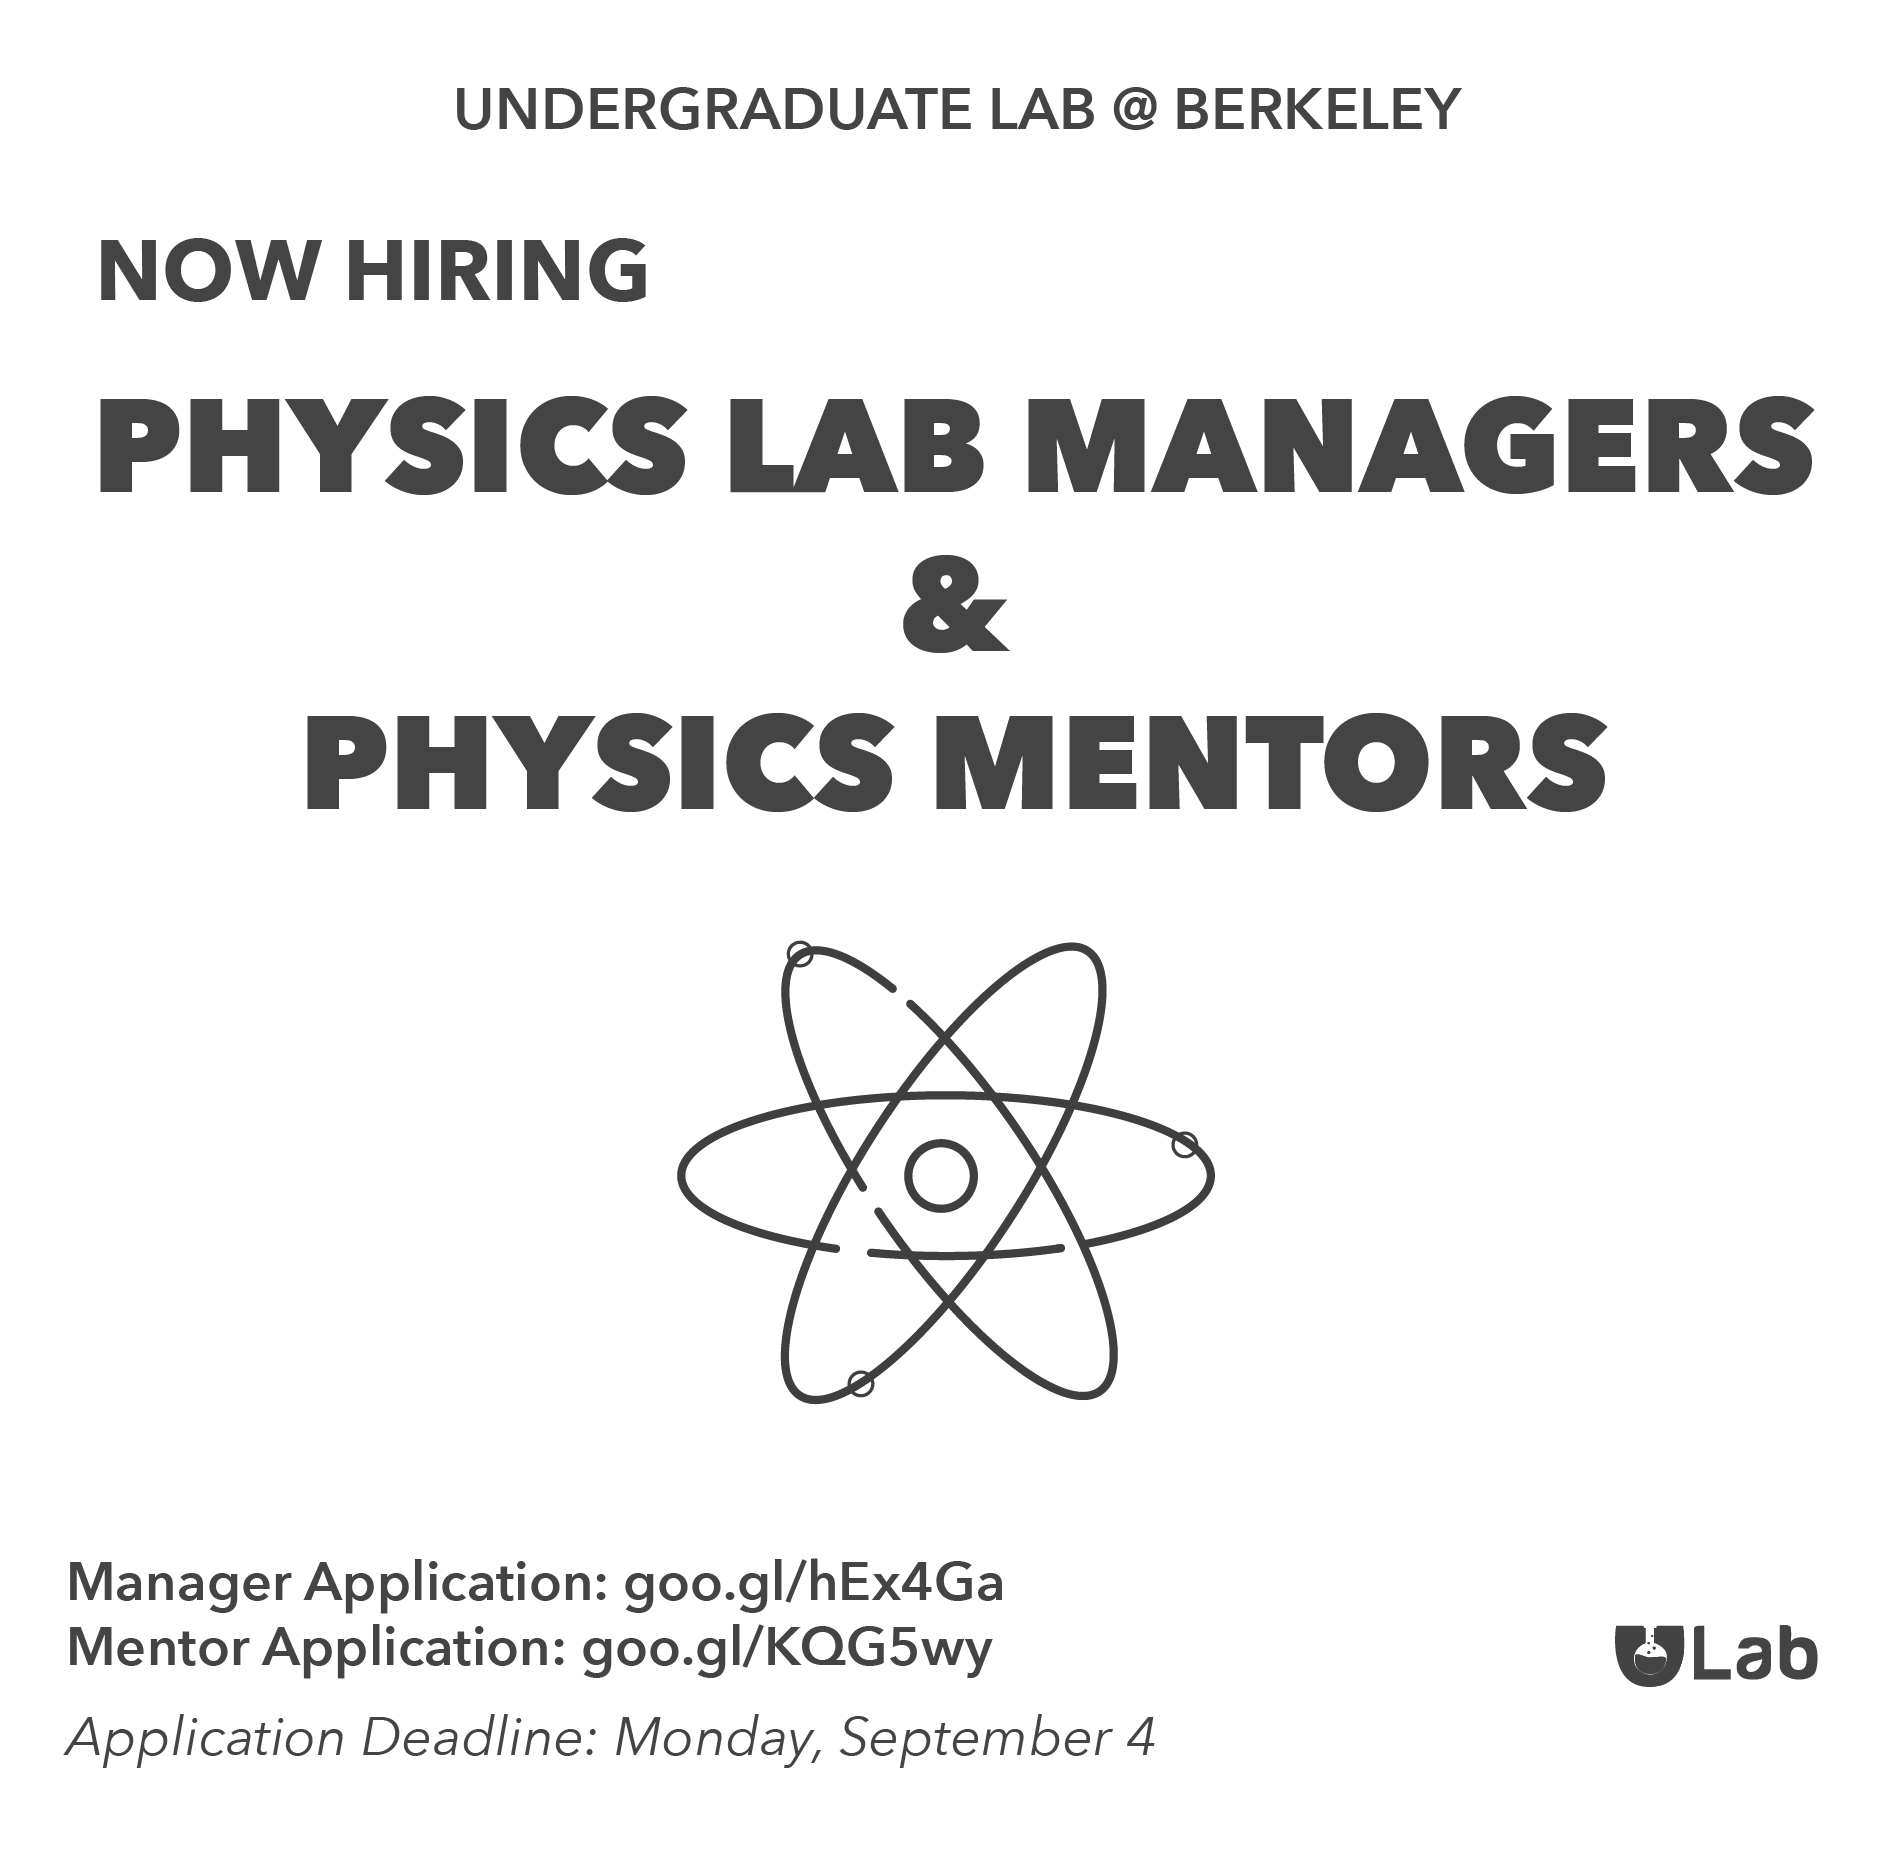 UNDERGRADUATE LAB @ BERKELEY
NOW HIRING
PHYSICS LAB MANAGERS
&
PHYSICS MENTORS
Manager Application: goo.gl/hEx4Ga
Mentor Application: goo.gl/KQG5wy
ULab
Application Deadline: Monday, September 4